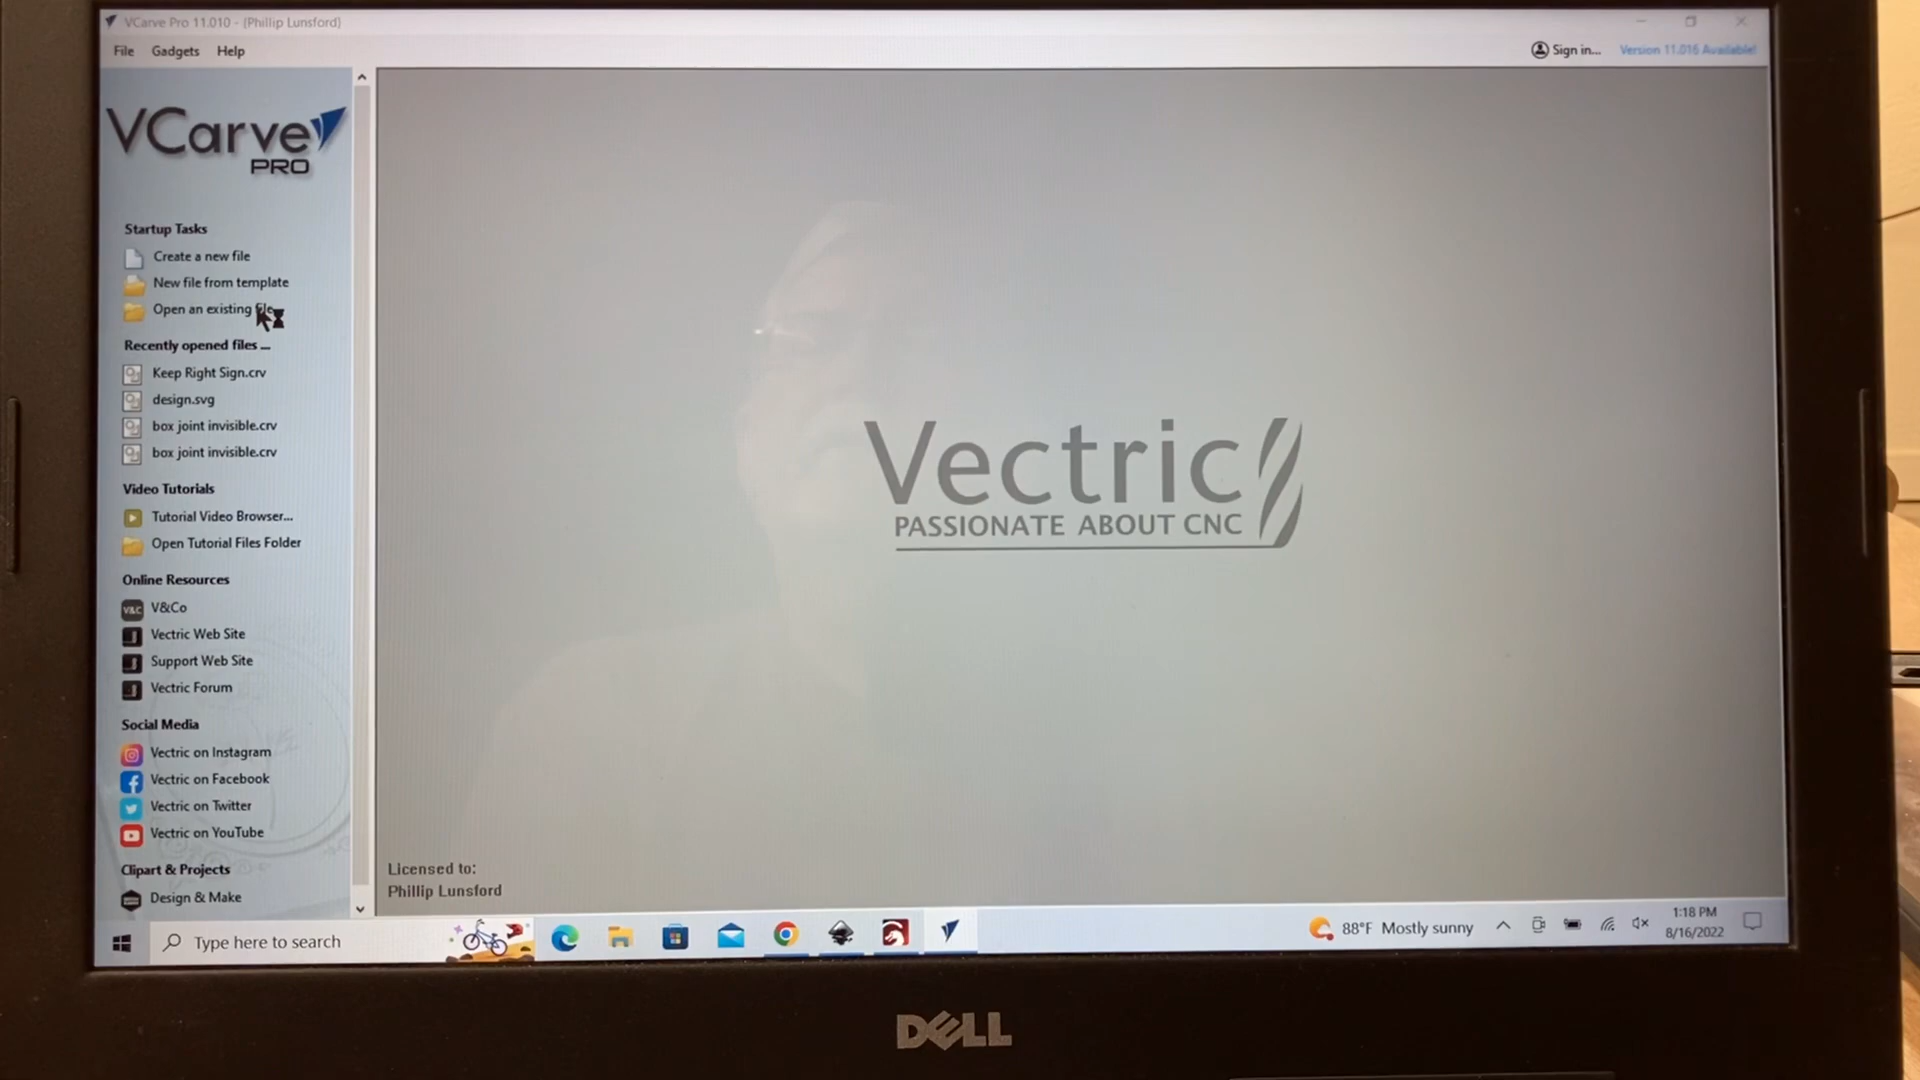 VCarve Pro 11.010 - (Phillip Lunsford)
File Gadgets Help
Sign in... Version 11.016 Available!
VCarve
PRO
Startup Tasks
Create a new file
New file from template
Open an existing file
Recently opened files ...
Keep Right Sign.crv
design.svg
box joint invisible.crv
box joint invisible.crv
Video Tutorials
Tutorial Video Browser...
Open Tutorial Files Folder
Online Resources
V&C V&Co
Vectric Web Site
Support Web Site
Vectric Forum
Social Media
Vectric on Instagram
Vectric on Facebook
Vectric on Twitter
Vectric on YouTube
Clipart & Projects
Design & Make
Vectric
PASSIONATE ABOUT CNC
Licensed to:
Phillip Lunsford
Type here to search
88°F Mostly sunny
1:18 PM
8/16/2022
DELL